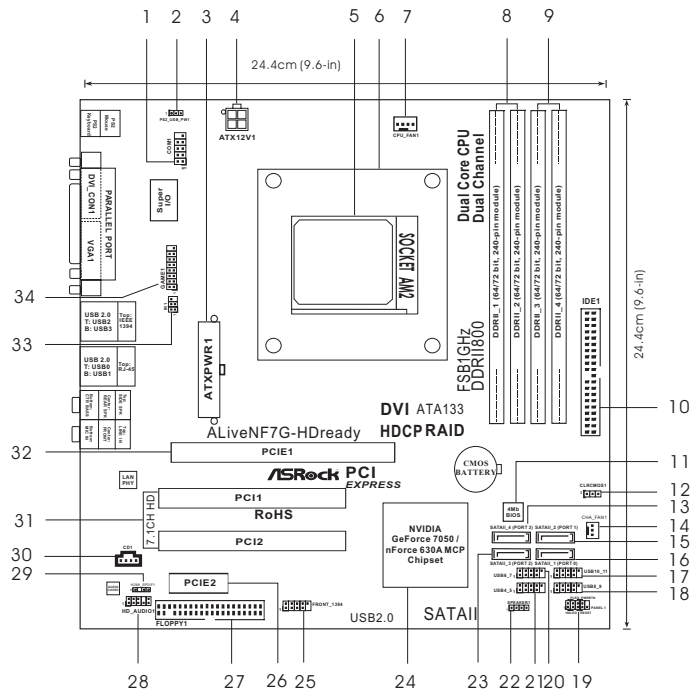 1 2 3 4 5 6 7 8 9
24.4cm (9.6-in)
24.4cm (9.6-in)
PS2 Mouse
PS2 Keyboard
PS2_USB_PW1
COM1
ATX12V1
CPU_FAN1
Super I/O
DVI_CON1
PARALLEL PORT
VGA1
GAME1
IR1
SOCKET AM2
Dual Core CPU
Dual Channel
FSB1GHz
DDRII800
DDRII_1 (64/72 bit, 240-pin module)
DDRII_2 (64/72 bit, 240-pin module)
DDRII_3 (64/72 bit, 240-pin module)
DDRII_4 (64/72 bit, 240-pin module)
IDE1
34
33
USB 2.0
T: USB2
B: USB3
Top:
IEEE
1394
USB 2.0
T: USB0
B: USB1
Top:
RJ-45
ATXPWR1
DVI ATA133
HDCP RAID
ALiveNF7G-HDready
10
32
PCIE1
ASRock PCI
EXPRESS
CMOS
BATTERY
11
12
13
14
15
16
17
18
LAN
PHY
31
7.1CH HD
PCI1
RoHS
PCI2
4Mb
BIOS
CLRCMOS1
CHA_FAN1
SATAII_4 (PORT 3)
SATAII_2 (PORT 1)
NVIDIA
GeForce 7050 /
nForce 630A MCP
Chipset
30
CD1
SATAII_3 (PORT 2)
SATAII_1 (PORT 0)
29
HDMI_SPDIF1
PCIE2
USB6_7
USB10_11
USB4_5
USB8_9
HD_AUDIO1
FLOPPY1
FRONT_1394
USB2.0
SATAII
SPEAKER1
PANEL 1
28 27 26 25 24 23 22 21 20 19